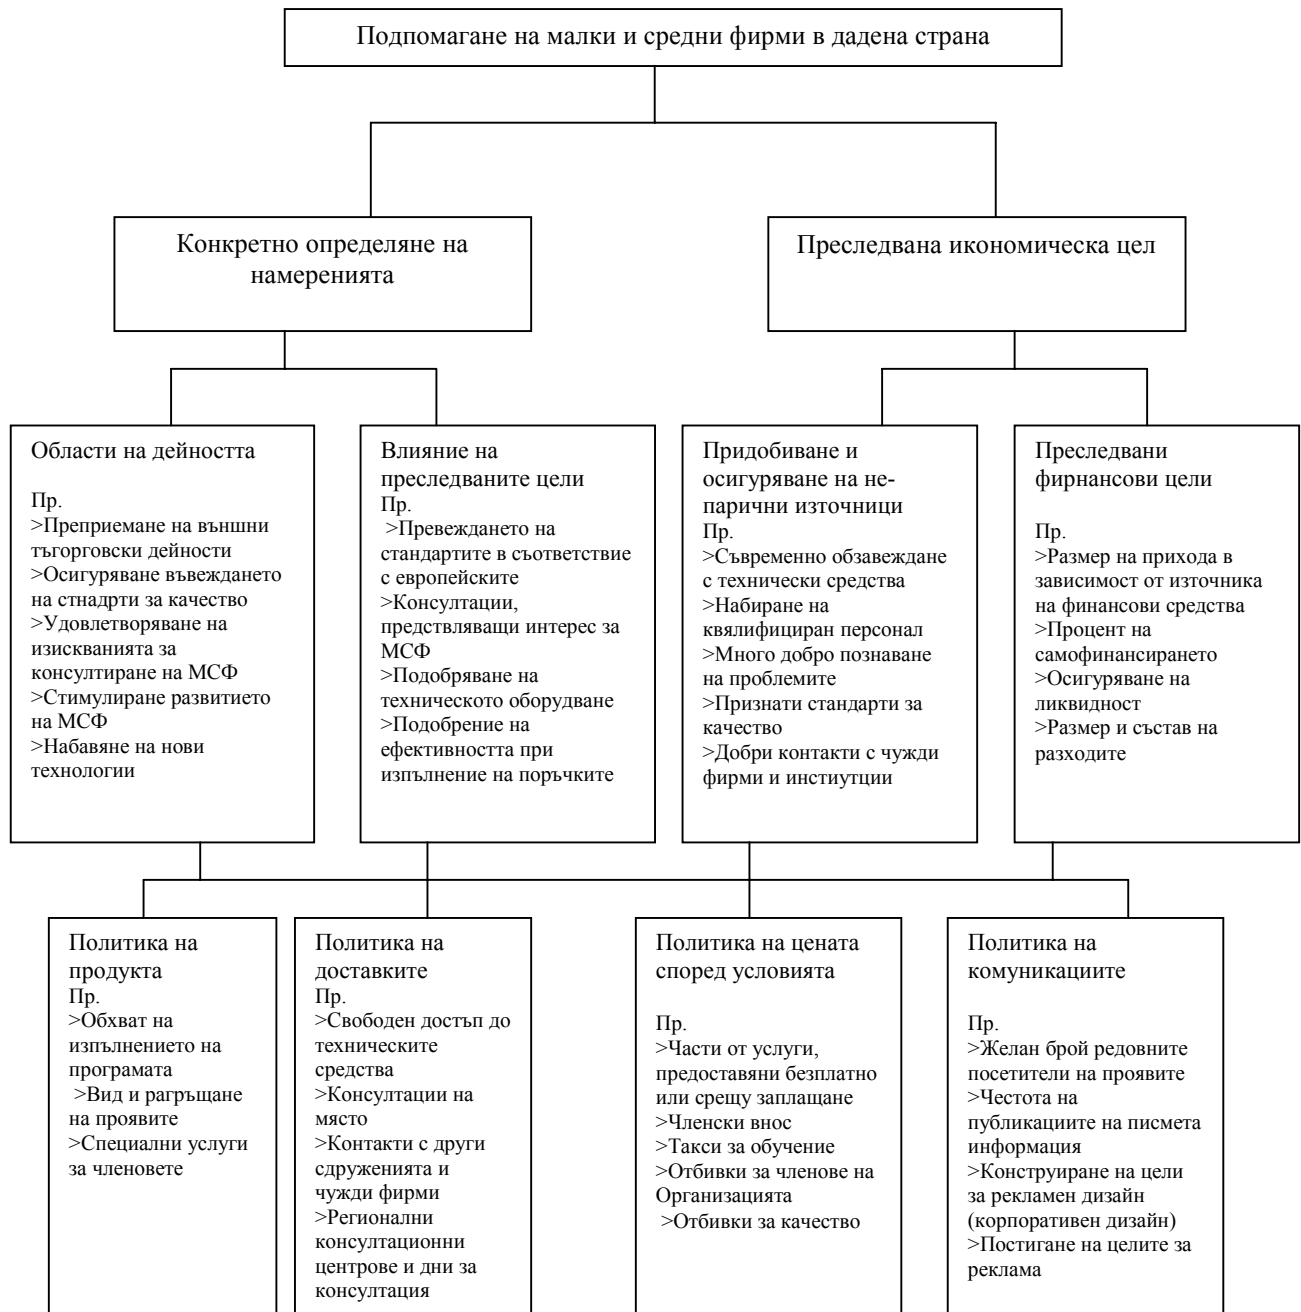 Подпомагане на малки и средни фирми в дадена страна
Конкретно определяне на
намеренията
Преследвана икономическа цел
Области на дейността
Пр.
>Преприемане на външни
тъгорговски дейности
>Осигуряване въвеждането
на стнадрти за качество
>Удовлетворяване на
изискванията за
консултиране на МСФ
>Стимулиране развитието
на МСФ
>Набавяне на нови
технологии
Влияние на
преследваните цели
Пр.
>Превеждането на
стандартите в съответствие
с европейските
>Консултации,
предствляващи интерес за
МСФ
>Подобряване на
техническото оборудване
>Подобрение на
ефективността при
изпълнение на поръчките
Придобиване и
осигуряване на не-
парични източници
Пр.
>Съвременно обзавеждане
с технически средства
>Набиране на
квялифициран персонал
>Много добро познаване
на проблемите
>Признати стандарти за
качество
>Добри контакти с чужди
фирми и инстиутции
Преследвани
фирнансови цели
Пр.
>Размер на прихода в
зависимост от източника
на финансови средства
>Процент на
самофинансирането
>Осигуряване на
ликвидност
>Размер и състав на
разходите
Политика на
продукта
Пр.
>Обхват на
изпълнението на
програмата
>Вид и рагръщане
на проявите
>Специални услуги
за членовете
Политика на
доставките
Пр.
>Свободен достъп до
техническите
средства
>Консултации на
място
>Контакти с други
сдруженията и
чужди фирми
>Регионални
консултационни
центрове и дни за
консултация
Политика на цената
според условията
Пр.
>Части от услуги,
предоставяни безплатно
или срещу заплащане
>Членски внос
>Такси за обучение
>Отбивки за членове на
Организацията
>Отбивки за качество
Политика на
комуникациите
Пр.
>Желан брой редовните
посетители на проявите
>Честота на
публикациите на писмета
информация
>Конструиране на цели
за рекламен дизайн
(корпоративен дизайн)
>Постигане на целите за
реклама